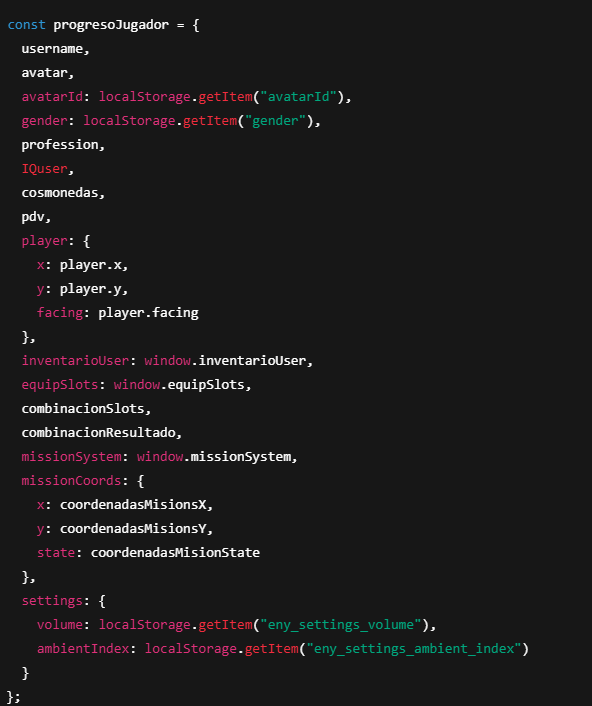 const progresoJugador = {
  username,
  avatar,
  avatarId: localStorage.getItem("avatarId"),
  gender: localStorage.getItem("gender"),
  profession,
  IQuser,
  cosmonedas,
  pdv,
  player: {
    x: player.x,
    y: player.y,
    facing: player.facing
  },
  inventarioUser: window.inventarioUser,
  equipSlots: window.equipSlots,
  combinacionSlots,
  combinacionResultado,
  missionSystem: window.missionSystem,
  missionCoords: {
    x: coordenadasMisionsX,
    y: coordenadasMisionsY,
    state: coordenadasMisionState
  },
  settings: {
    volume: localStorage.getItem("eny_settings_volume"),
    ambientIndex: localStorage.getItem("eny_settings_ambient_index")
  }
};